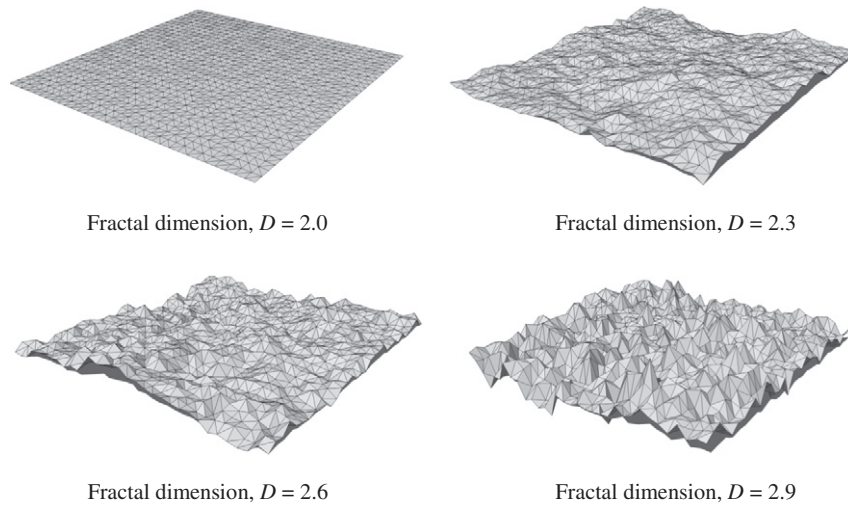 Fractal dimension, D = 2.0
Fractal dimension, D = 2.3
Fractal dimension, D = 2.6
Fractal dimension, D = 2.9